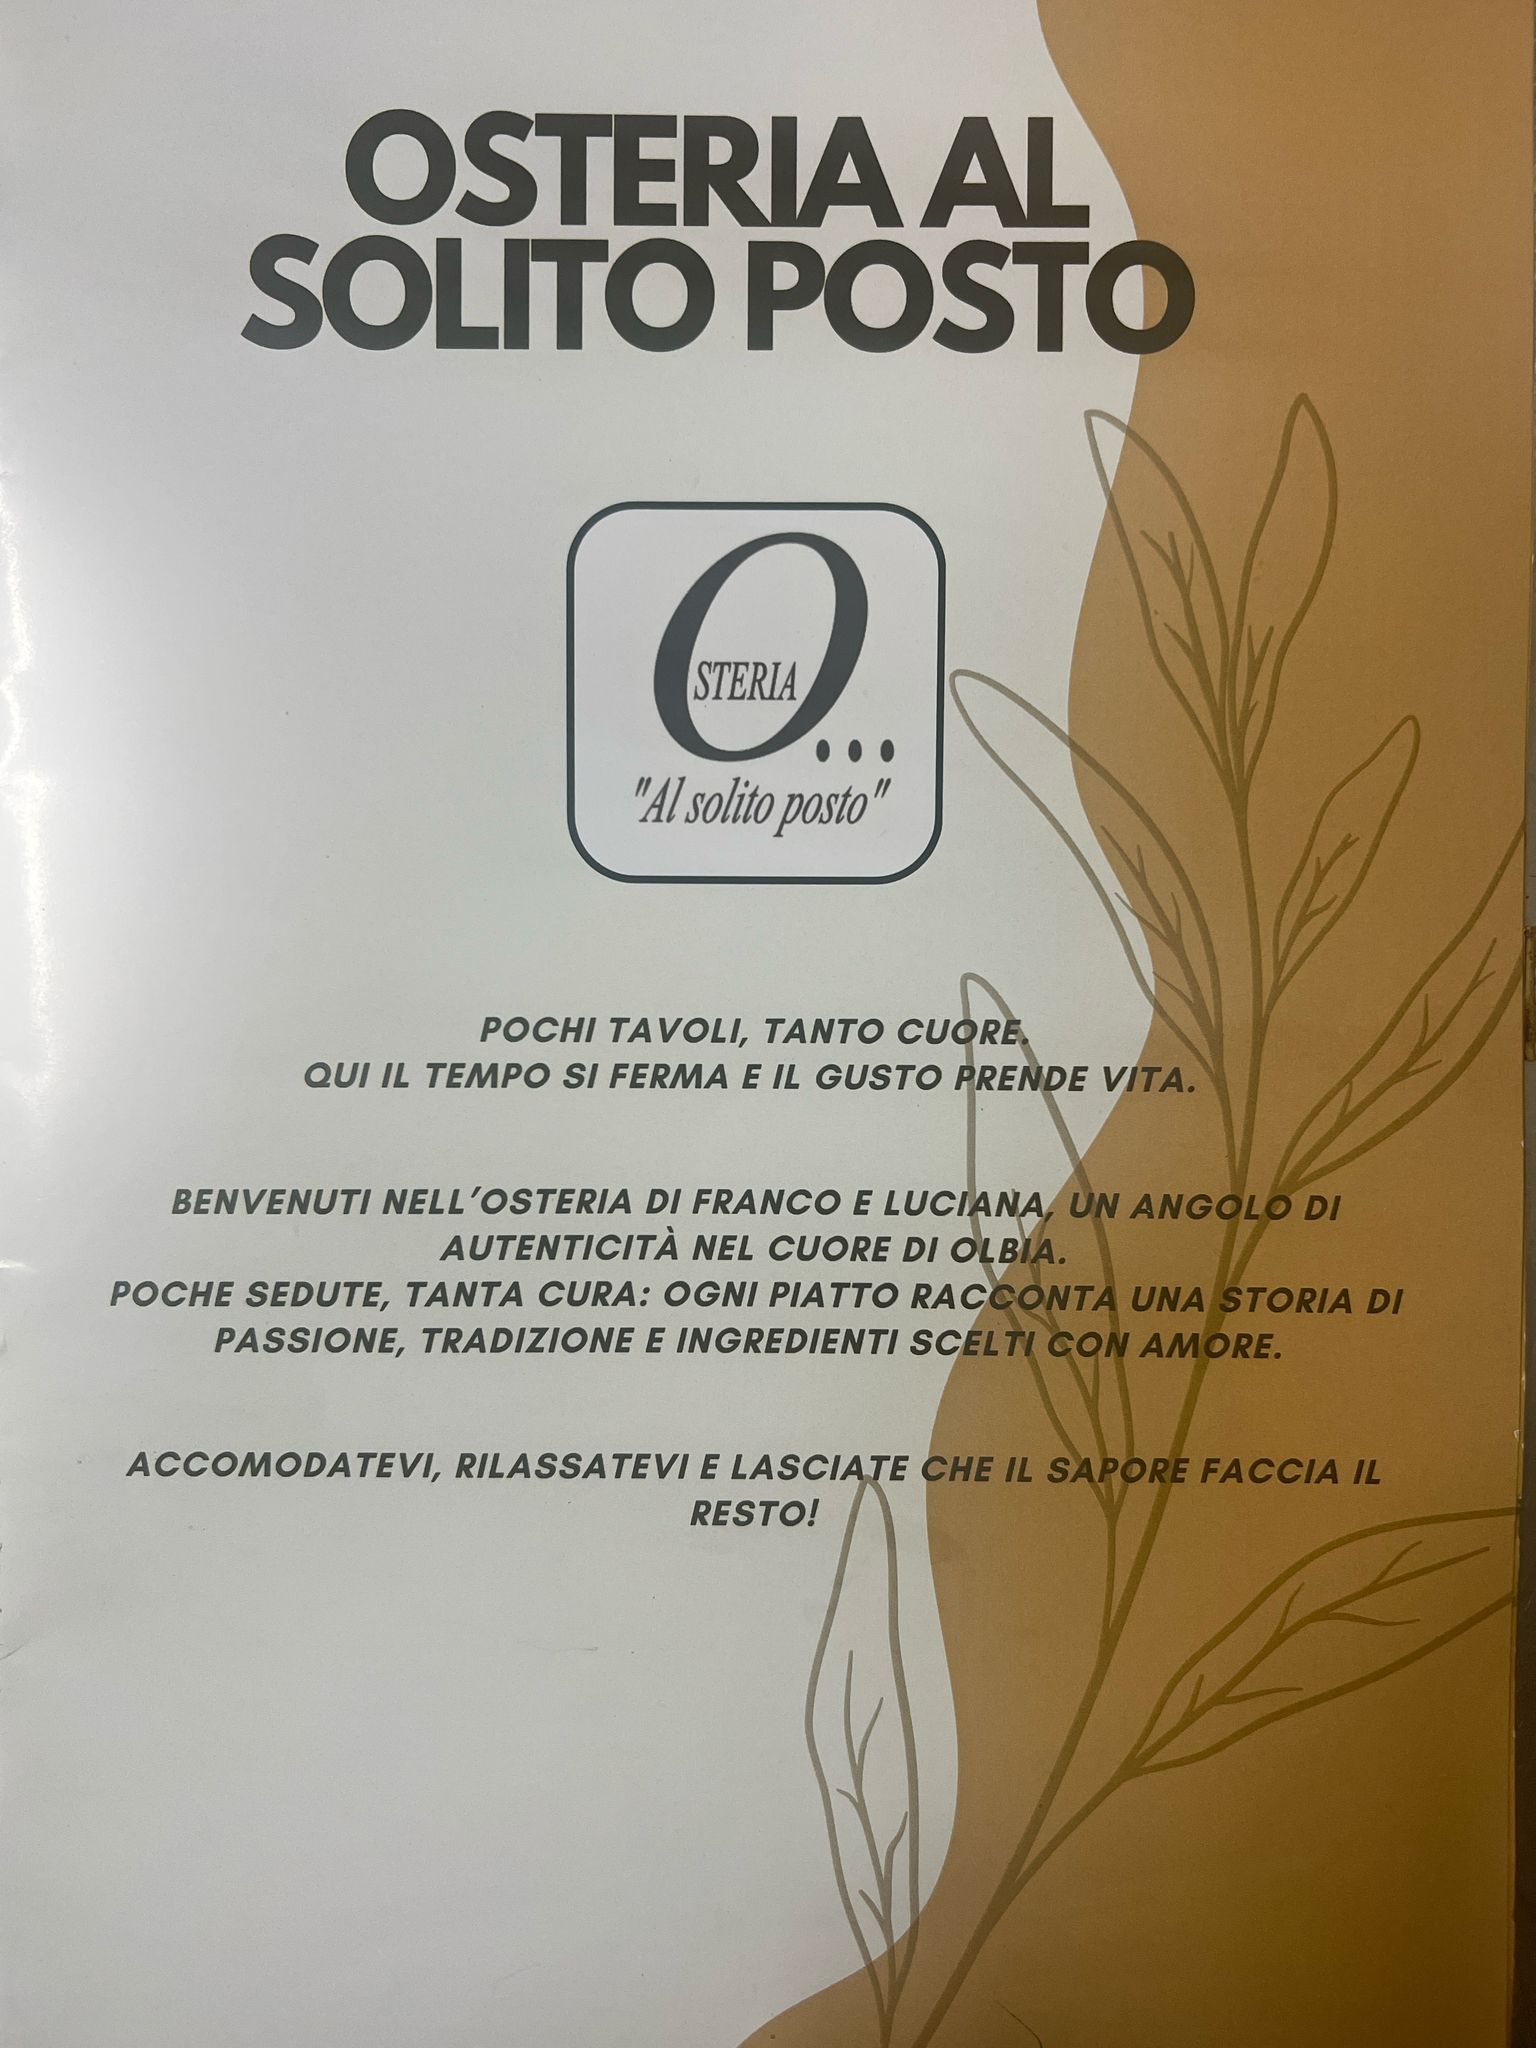 OSTERIA AL
SOLITO POSTO
OSTERIA...
"Al solito posto"
POCHI TAVOLI, TANTO CUORE.
QUI IL TEMPO SI FERMA E IL GUSTO PRENDE VITA.
BENVENUTI NELL'OSTERIA DI FRANCO E LUCIANA, UN ANGOLO DI
AUTENTICITÀ NEL CUORE DI OLBIA.
POCHE SEDUTE, TANTA CURA: OGNI PIATTO RACCONTA UNA STORIA DI
PASSIONE, TRADIZIONE E INGREDIENTI SCELTI CON AMORE.
ACCOMODATEVI, RILASSATEVI E LASCIATE CHE IL SAPORE FACCIA IL
RESTO!